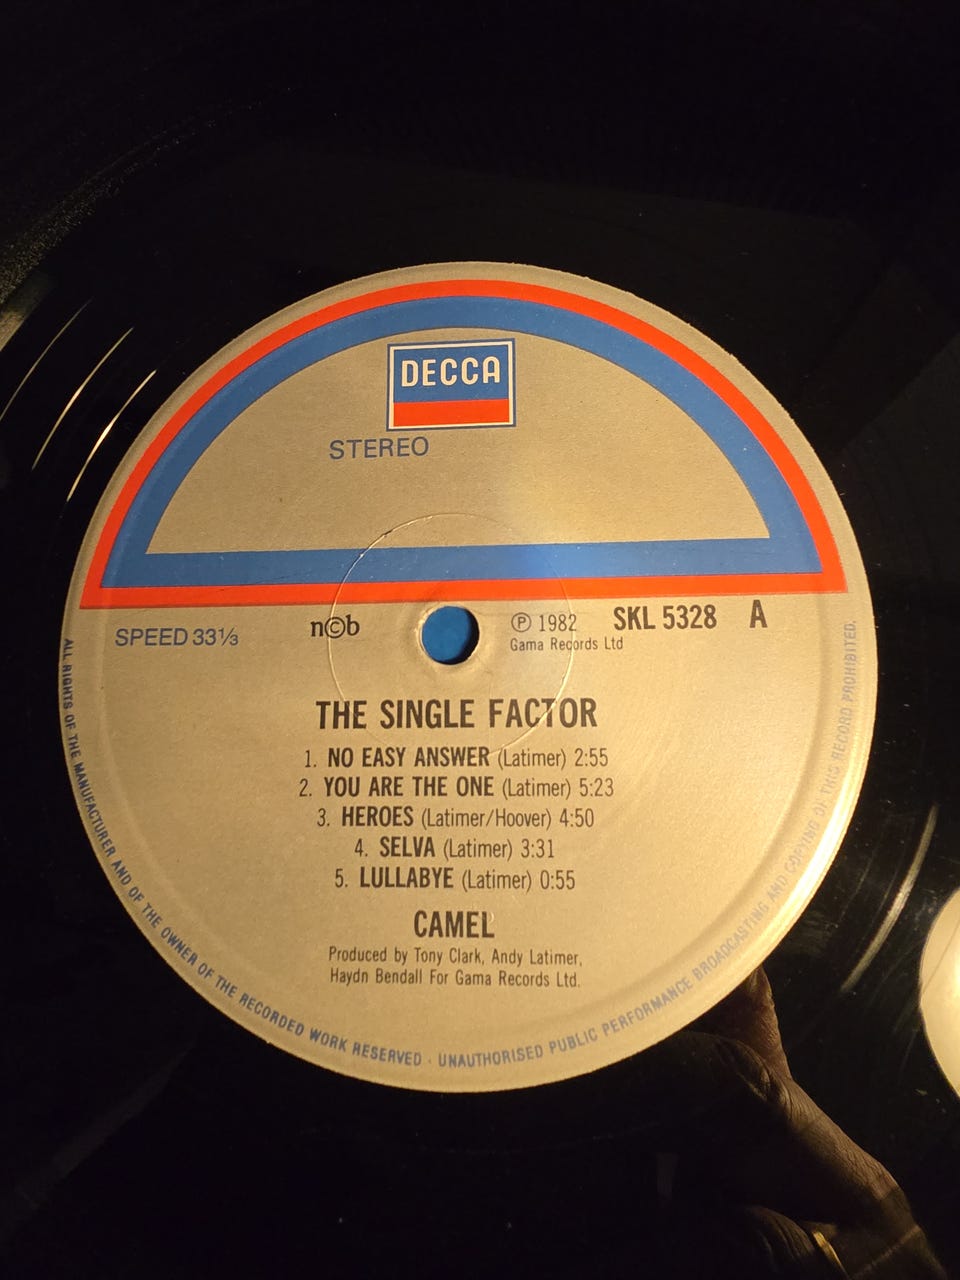 DECCA
STEREO
SPEED 33⅓
n©b
℗ 1982
Gama Records Ltd
SKL 5328
A
THE SINGLE FACTOR
1. NO EASY ANSWER (Latimer) 2:55
2. YOU ARE THE ONE (Latimer) 5:23
3. HEROES (Latimer/Hoover) 4:50
4. SELVA (Latimer) 3:31
5. LULLABYE (Latimer) 0:55
CAMEL
Produced by Tony Clark, Andy Latimer,
Haydn Bendall For Gama Records Ltd.
ALL RIGHTS OF THE MANUFACTURER AND OF THE OWNER OF THE RECORDED WORK RESERVED · UNAUTHORISED PUBLIC PERFORMANCE BROADCASTING AND COPYING OF THIS RECORD PROHIBITED.